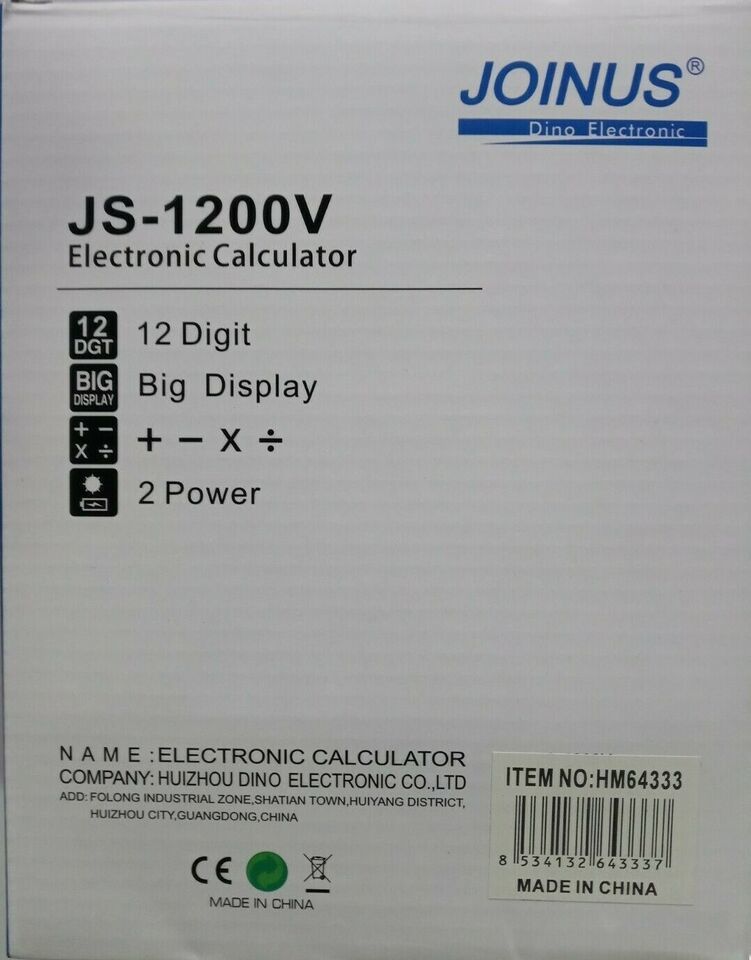 JOINUS®
Dino Electronic
JS-1200V
Electronic Calculator
12
DGT
12 Digit
BIG
DISPLAY
Big Display
+ −
x ÷
+ − x ÷
2 Power
NAME:ELECTRONIC CALCULATOR
COMPANY: HUIZHOU DINO ELECTRONIC CO.,LTD
ADD: FOLONG INDUSTRIAL ZONE,SHATIAN TOWN,HUIYANG DISTRICT,
HUIZHOU CITY,GUANGDONG,CHINA
CE
MADE IN CHINA
ITEM NO:HM64333
8 534132 643337
MADE IN CHINA